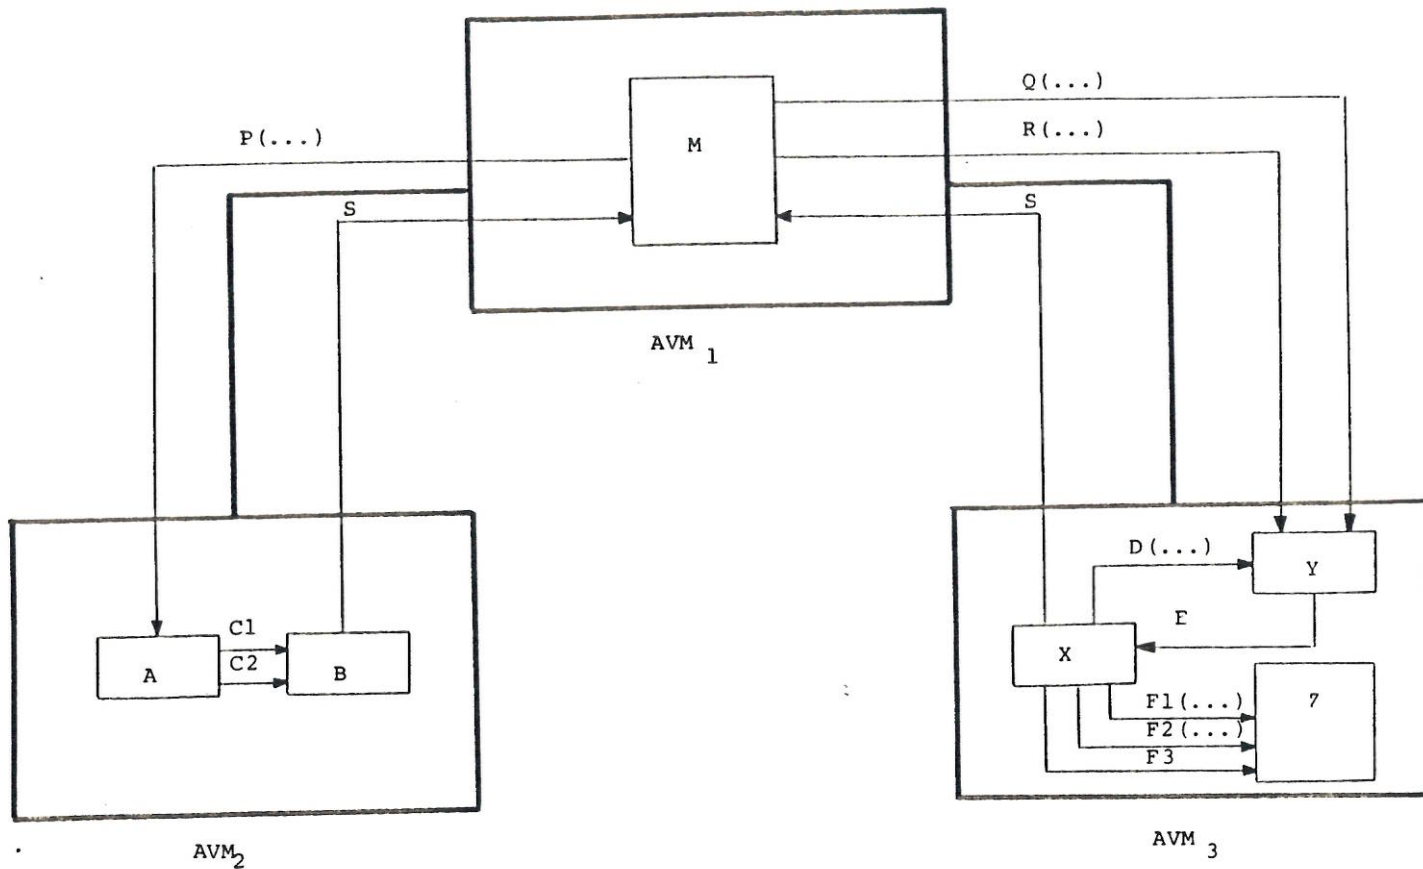 Q(...)
R(...)
P(...)
M
S
S
AVM 1
D(...)
Y
E
C1
C2
A
B
X
F1(...)
F2(...)
F3
7
AVM2
AVM 3